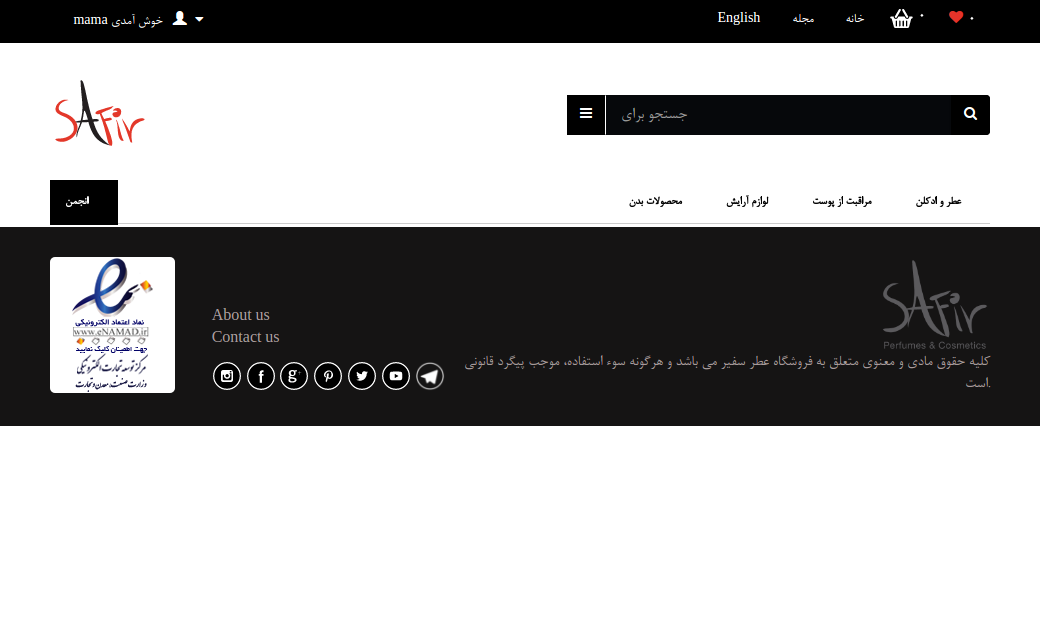 خوش آمدی mama
English
مجله
خانه
SAFir
جستجو برای
انجمن
محصولات بدن
لوازم آرایش
مراقبت از پوست
عطر و ادکلن
نماد اعتماد الکترونیکی
www.eNAMAD.ir
جهت اطمینان کلیک نمایید
مرکز توسعه تجارت الکترونیکی
وزارت صنعت، معدن و تجارت
About us
Contact us
SAFir
Perfumes & Cosmetics
کلیه حقوق مادی و معنوی متعلق به فروشگاه عطر سفیر می باشد و هرگونه سوء استفاده، موجب پیگرد قانونی
است.